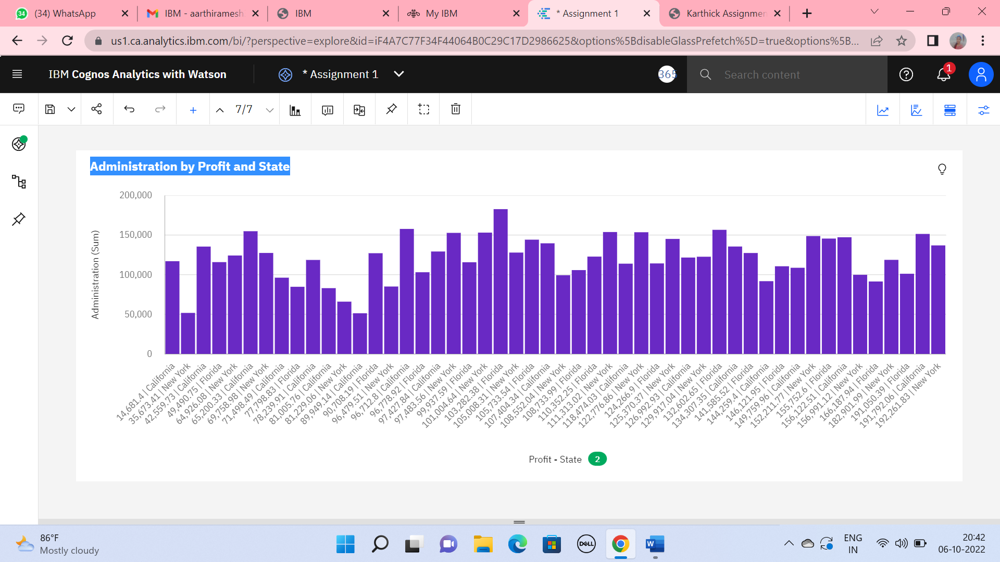 34 (34) WhatsApp
IBM - aarthiramesh
IBM
My IBM
* Assignment 1
Karthick Assignmen
us1.ca.analytics.ibm.com/bi/?perspective=explore&id=iF4A7C77F34F44064B0C29C17D2986625&options%5BdisableGlassPrefetch%5D=true&options%5B...
IBM Cognos Analytics with Watson
* Assignment 1
365
Search content
1
7/7
Administration by Profit and State
Administration (Sum)
200,000
150,000
100,000
50,000
0
14,681.4 | California
35,673.41 | New York
42,559.73 | California
49,490.75 | Florida
64,926.08 | New York
65,200.33 | California
69,758.98 | New York
71,498.49 | California
77,798.83 | Florida
78,239.91 | California
81,005.76 | California
81,229.06 | New York
89,949.14 | California
90,708.19 | Florida
96,479.51 | New York
96,712.8 | California
96,778.92 | Florida
97,427.84 | California
97,483.56 | New York
99,937.59 | Florida
101,004.64 | New York
103,282.38 | Florida
105,008.31 | New York
105,733.54 | Florida
107,404.34 | California
108,552.04 | New York
108,733.99 | Florida
110,352.25 | Florida
111,313.02 | New York
118,474.03 | California
122,776.86 | New York
124,266.9 | Florida
125,370.37 | New York
126,992.93 | California
129,917.04 | New York
132,602.65 | Florida
134,307.35 | California
141,585.52 | Florida
144,259.4 | California
146,121.95 | Florida
149,759.96 | California
152,211.77 | New York
155,752.6 | Florida
156,122.51 | California
156,991.12 | New York
166,187.94 | Florida
182,901.99 | New York
191,050.39 | Florida
191,792.06 | California
192,261.83 | New York
Profit - State 2
86°F
Mostly cloudy
DELL
W
ENG
IN
20:42
06-10-2022